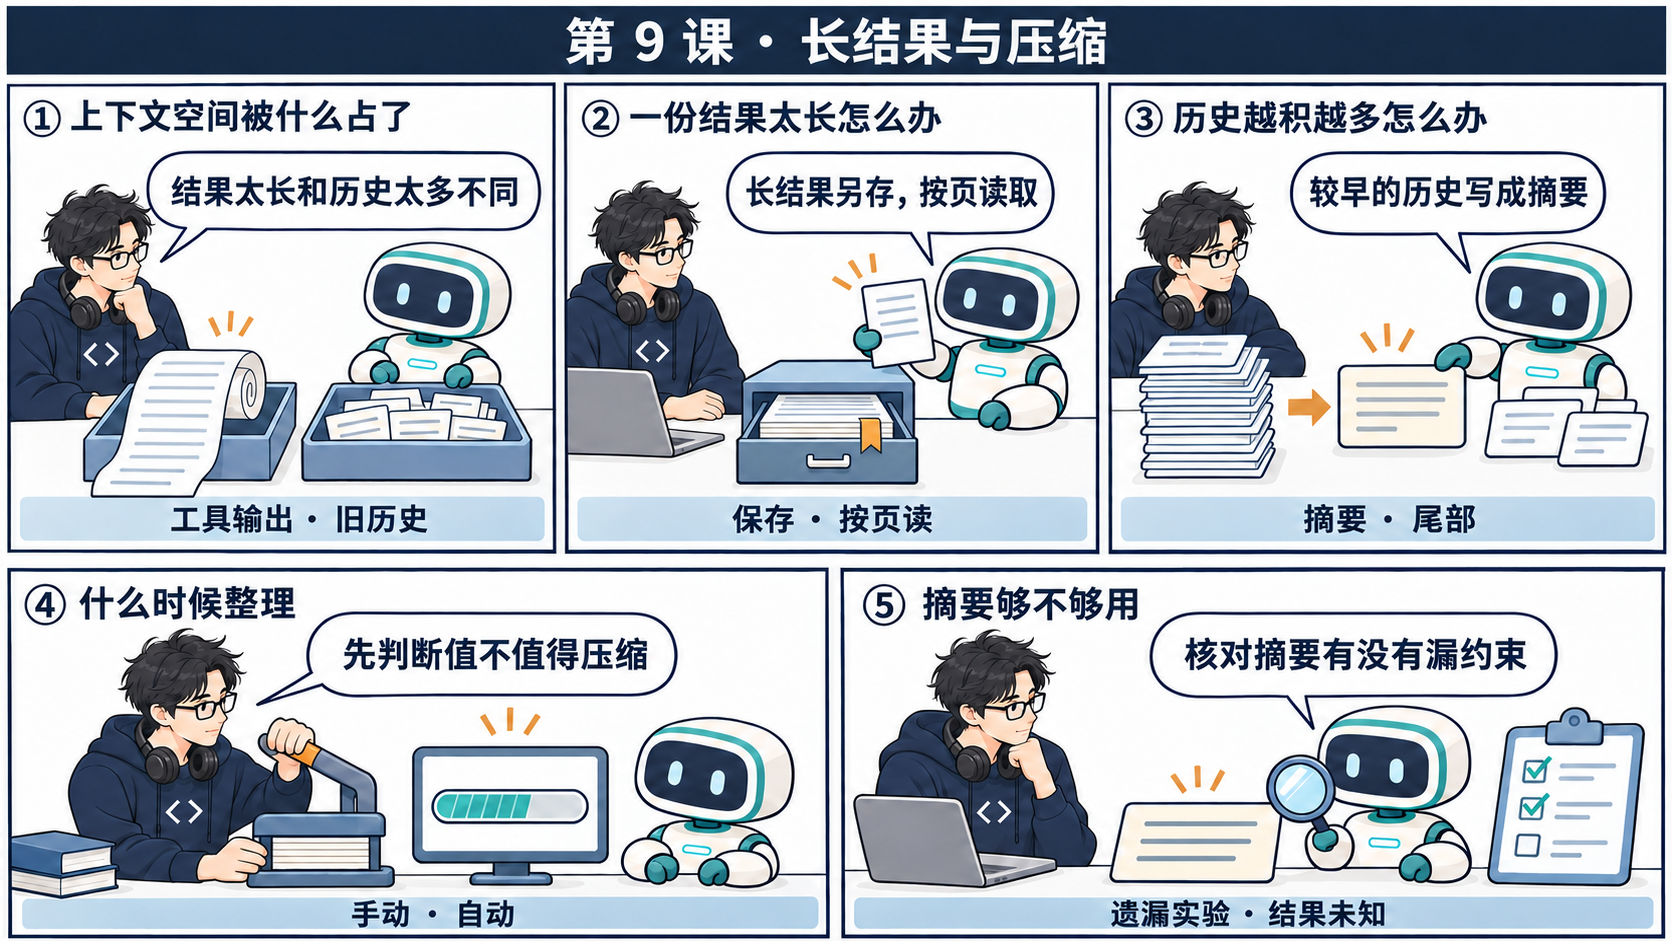 第 9 课 · 长结果与压缩
① 上下文空间被什么占了
结果太长和历史太多不同
<>
工具输出 · 旧历史
② 一份结果太长怎么办
长结果另存，按页读取
<>
保存 · 按页读
③ 历史越积越多怎么办
较早的历史写成摘要
摘要 · 尾部
④ 什么时候整理
先判断值不值得压缩
<>
手动 · 自动
⑤ 摘要够不够用
核对摘要有没有漏约束
<>
遗漏实验 · 结果未知